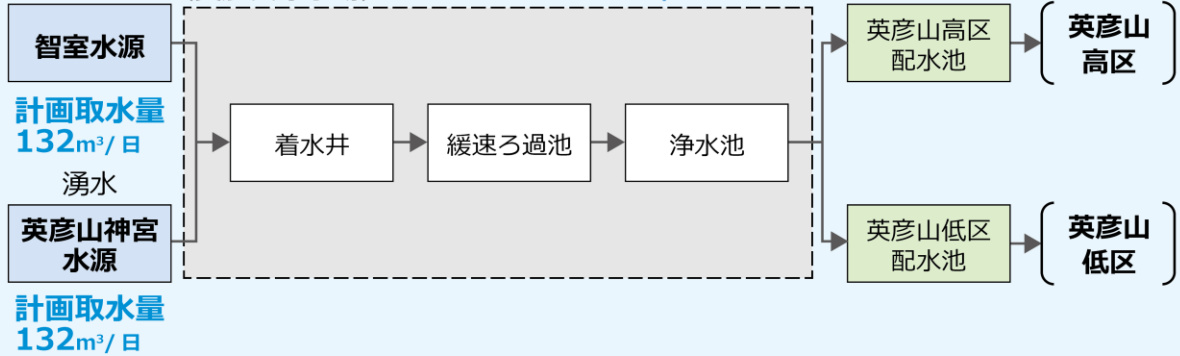 智室水源
計画取水量
132m³/日
湧水
英彦山神宮
水源
計画取水量
132m³/日
着水井
緩速ろ過池
浄水池
英彦山高区
配水池
英彦山
高区
英彦山低区
配水池
英彦山
低区